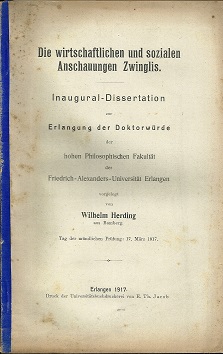 Die wirtschaftlichen und sozialen
Anschauungen Zwinglis.
Inaugural-Dissertation
zur
Erlangung der Doktorwürde
der
hohen Philosophischen Fakultät
der
Friedrich-Alexanders-Universität Erlangen
vorgelegt
von
Wilhelm Herding
aus Bamberg
Tag der mündlichen Prüfung: 17. März 1917.
Erlangen 1917.
Druck der Universitätsbuchdruckerei von E. Th. Jacob.